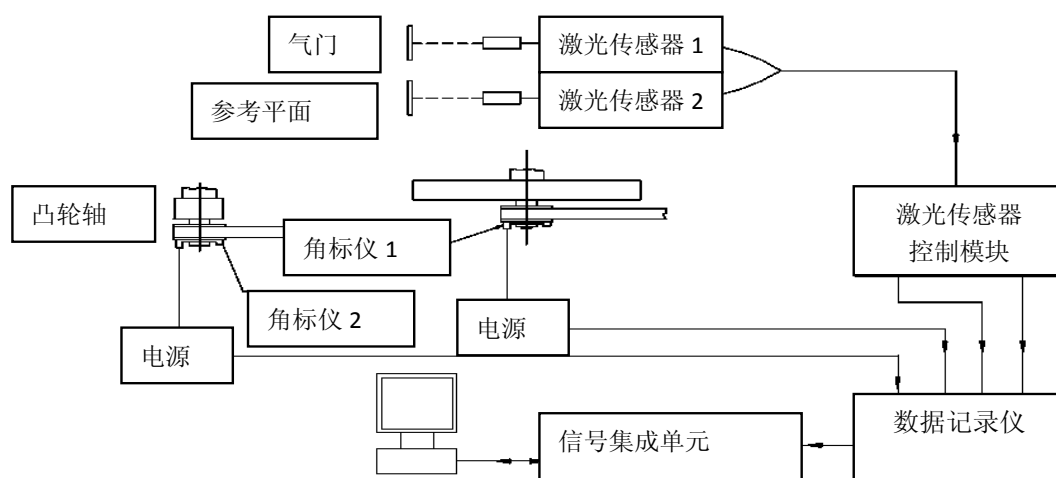 气门
激光传感器 1
参考平面
激光传感器 2
凸轮轴
角标仪 1
激光传感器
控制模块
角标仪 2
电源
电源
数据记录仪
信号集成单元